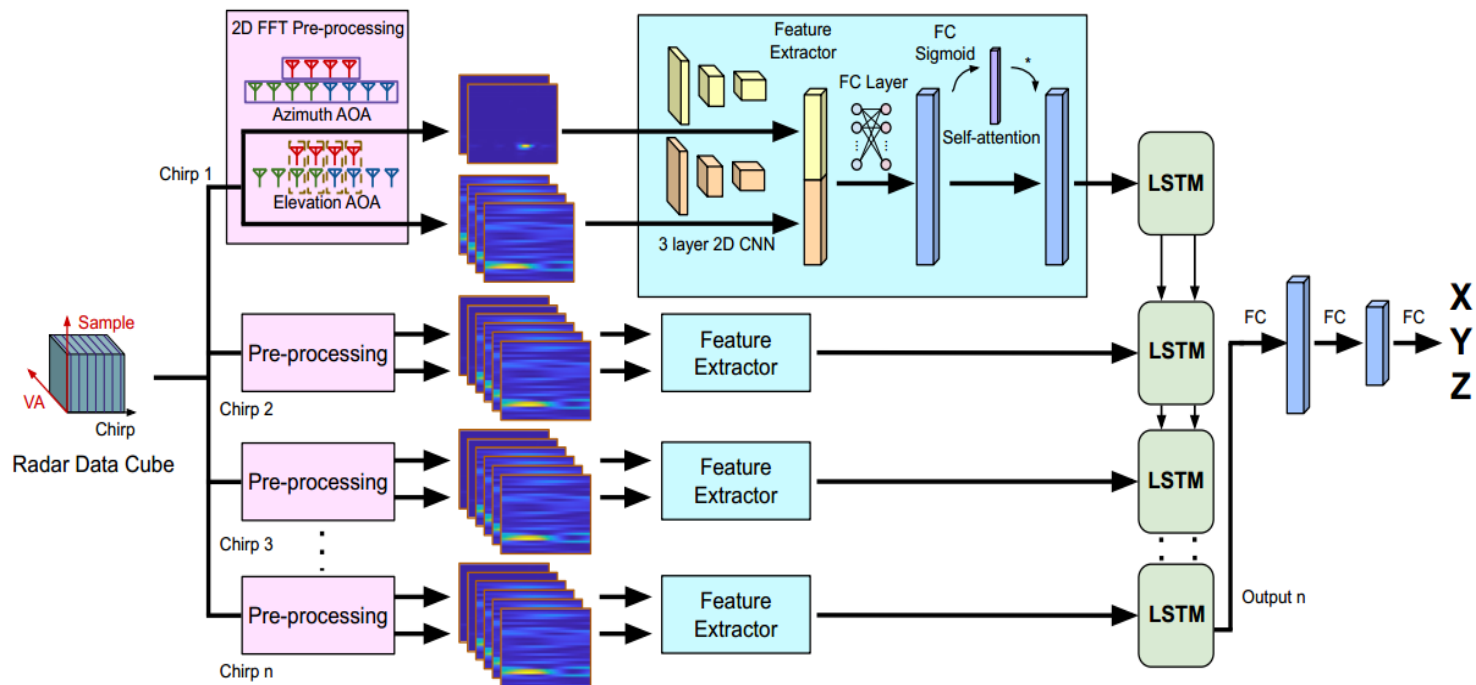 2D FFT Pre-processing
Azimuth AOA
Elevation AOA
Chirp 1
Feature
Extractor
FC
Sigmoid
*
FC Layer
Self-attention
3 layer 2D CNN
LSTM
Sample
VA
Chirp
Radar Data Cube
Pre-processing
Chirp 2
Feature
Extractor
LSTM
FC
FC
FC
X
Y
Z
Pre-processing
Chirp 3
Feature
Extractor
LSTM
Pre-processing
Chirp n
Feature
Extractor
LSTM
Output n